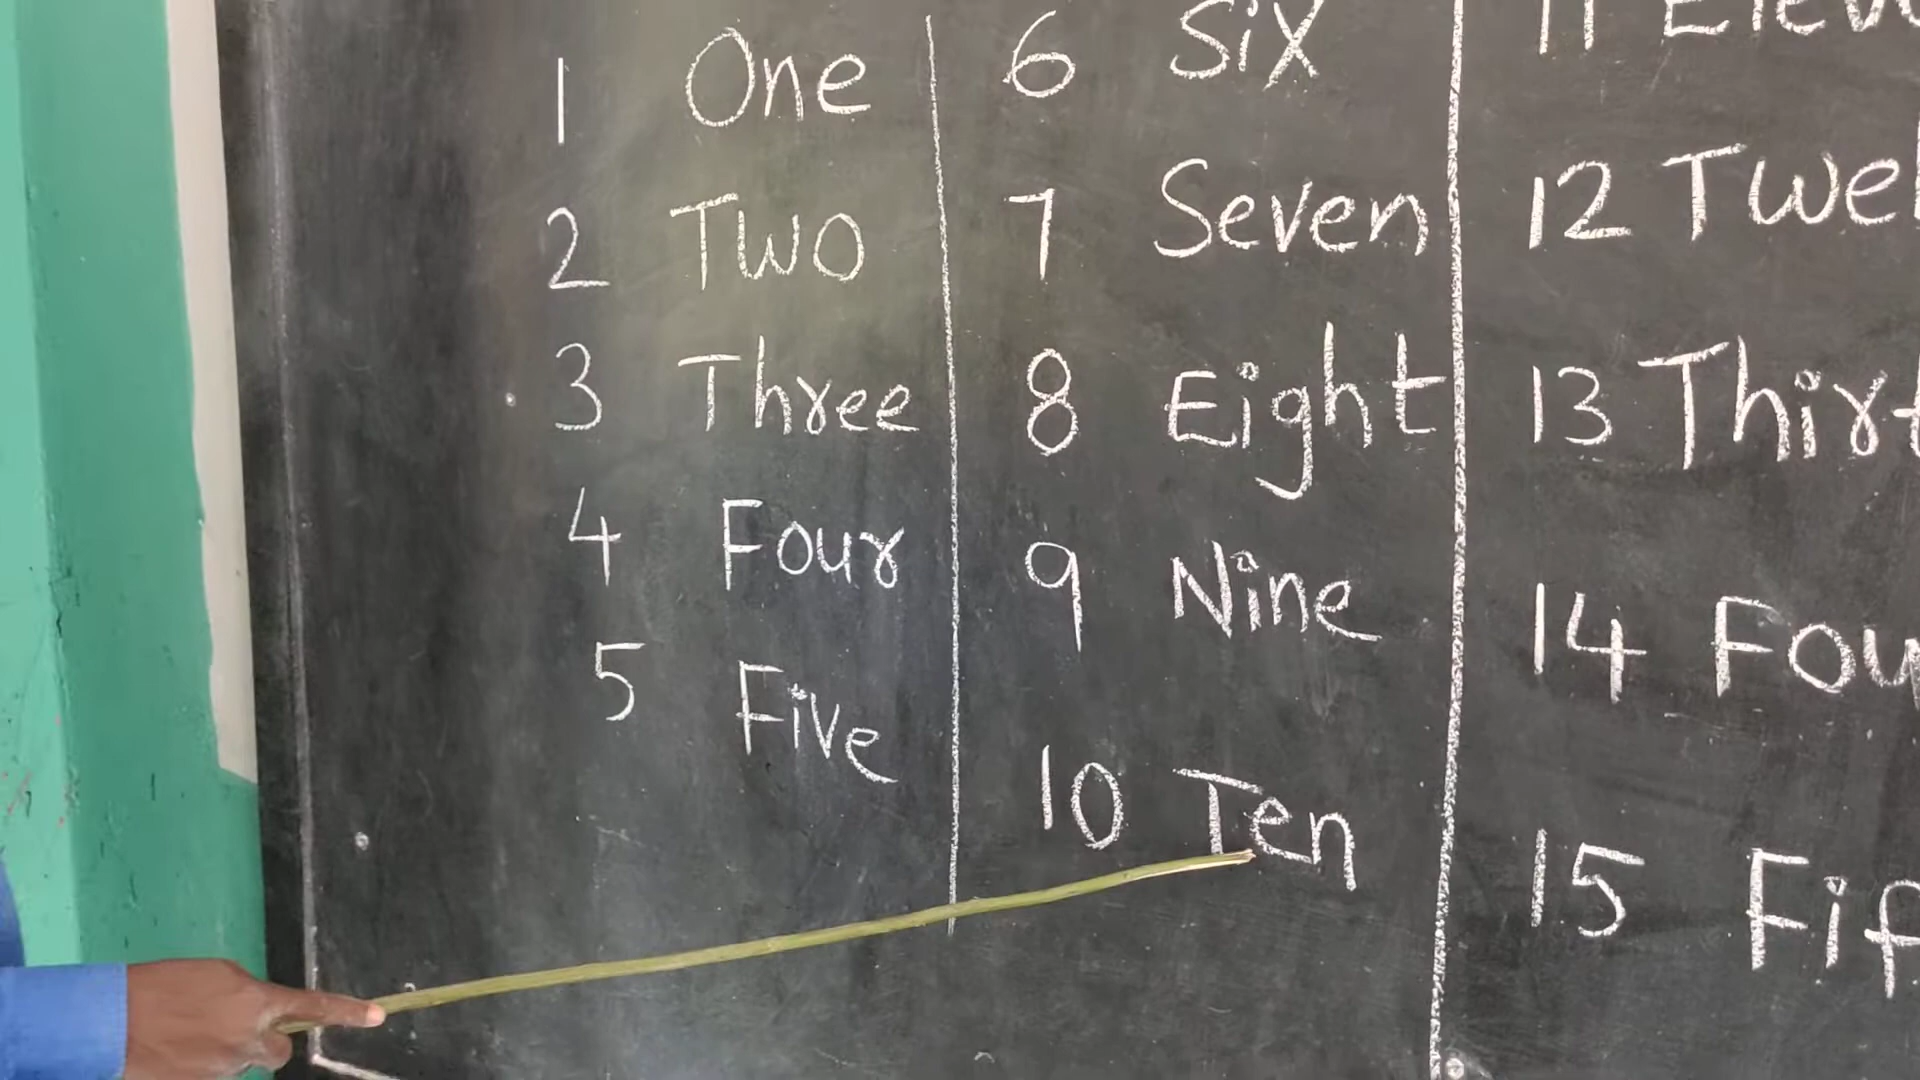 1 One
2 Two
3 Three
4 Four
5 Five
6 Six
7 Seven
8 Eight
9 Nine
10 Ten
11
12
13
14
15